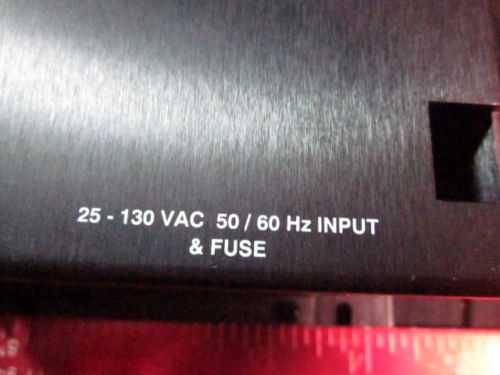 25 - 130 VAC 50 / 60 Hz INPUT
& FUSE